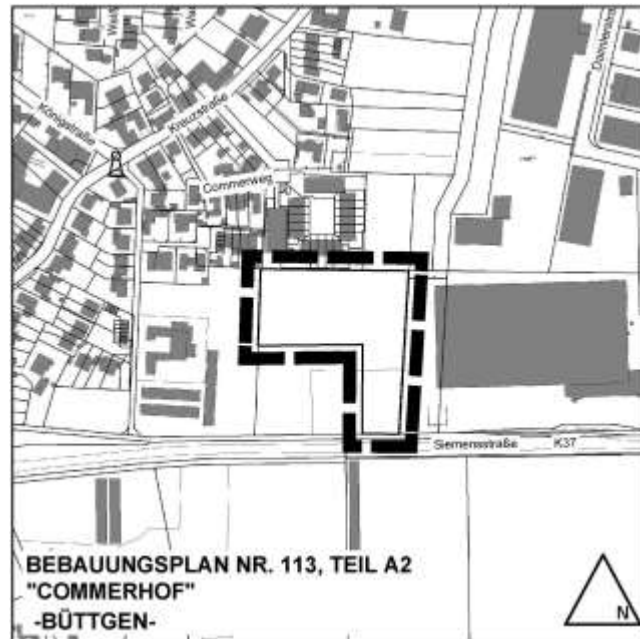 Königstraße
Kreuzstraße
Commerweg
Siemensstraße K37
BEBAUUNGSPLAN NR. 113, TEIL A2
"COMMERHOF"
-BÜTTGEN-
N